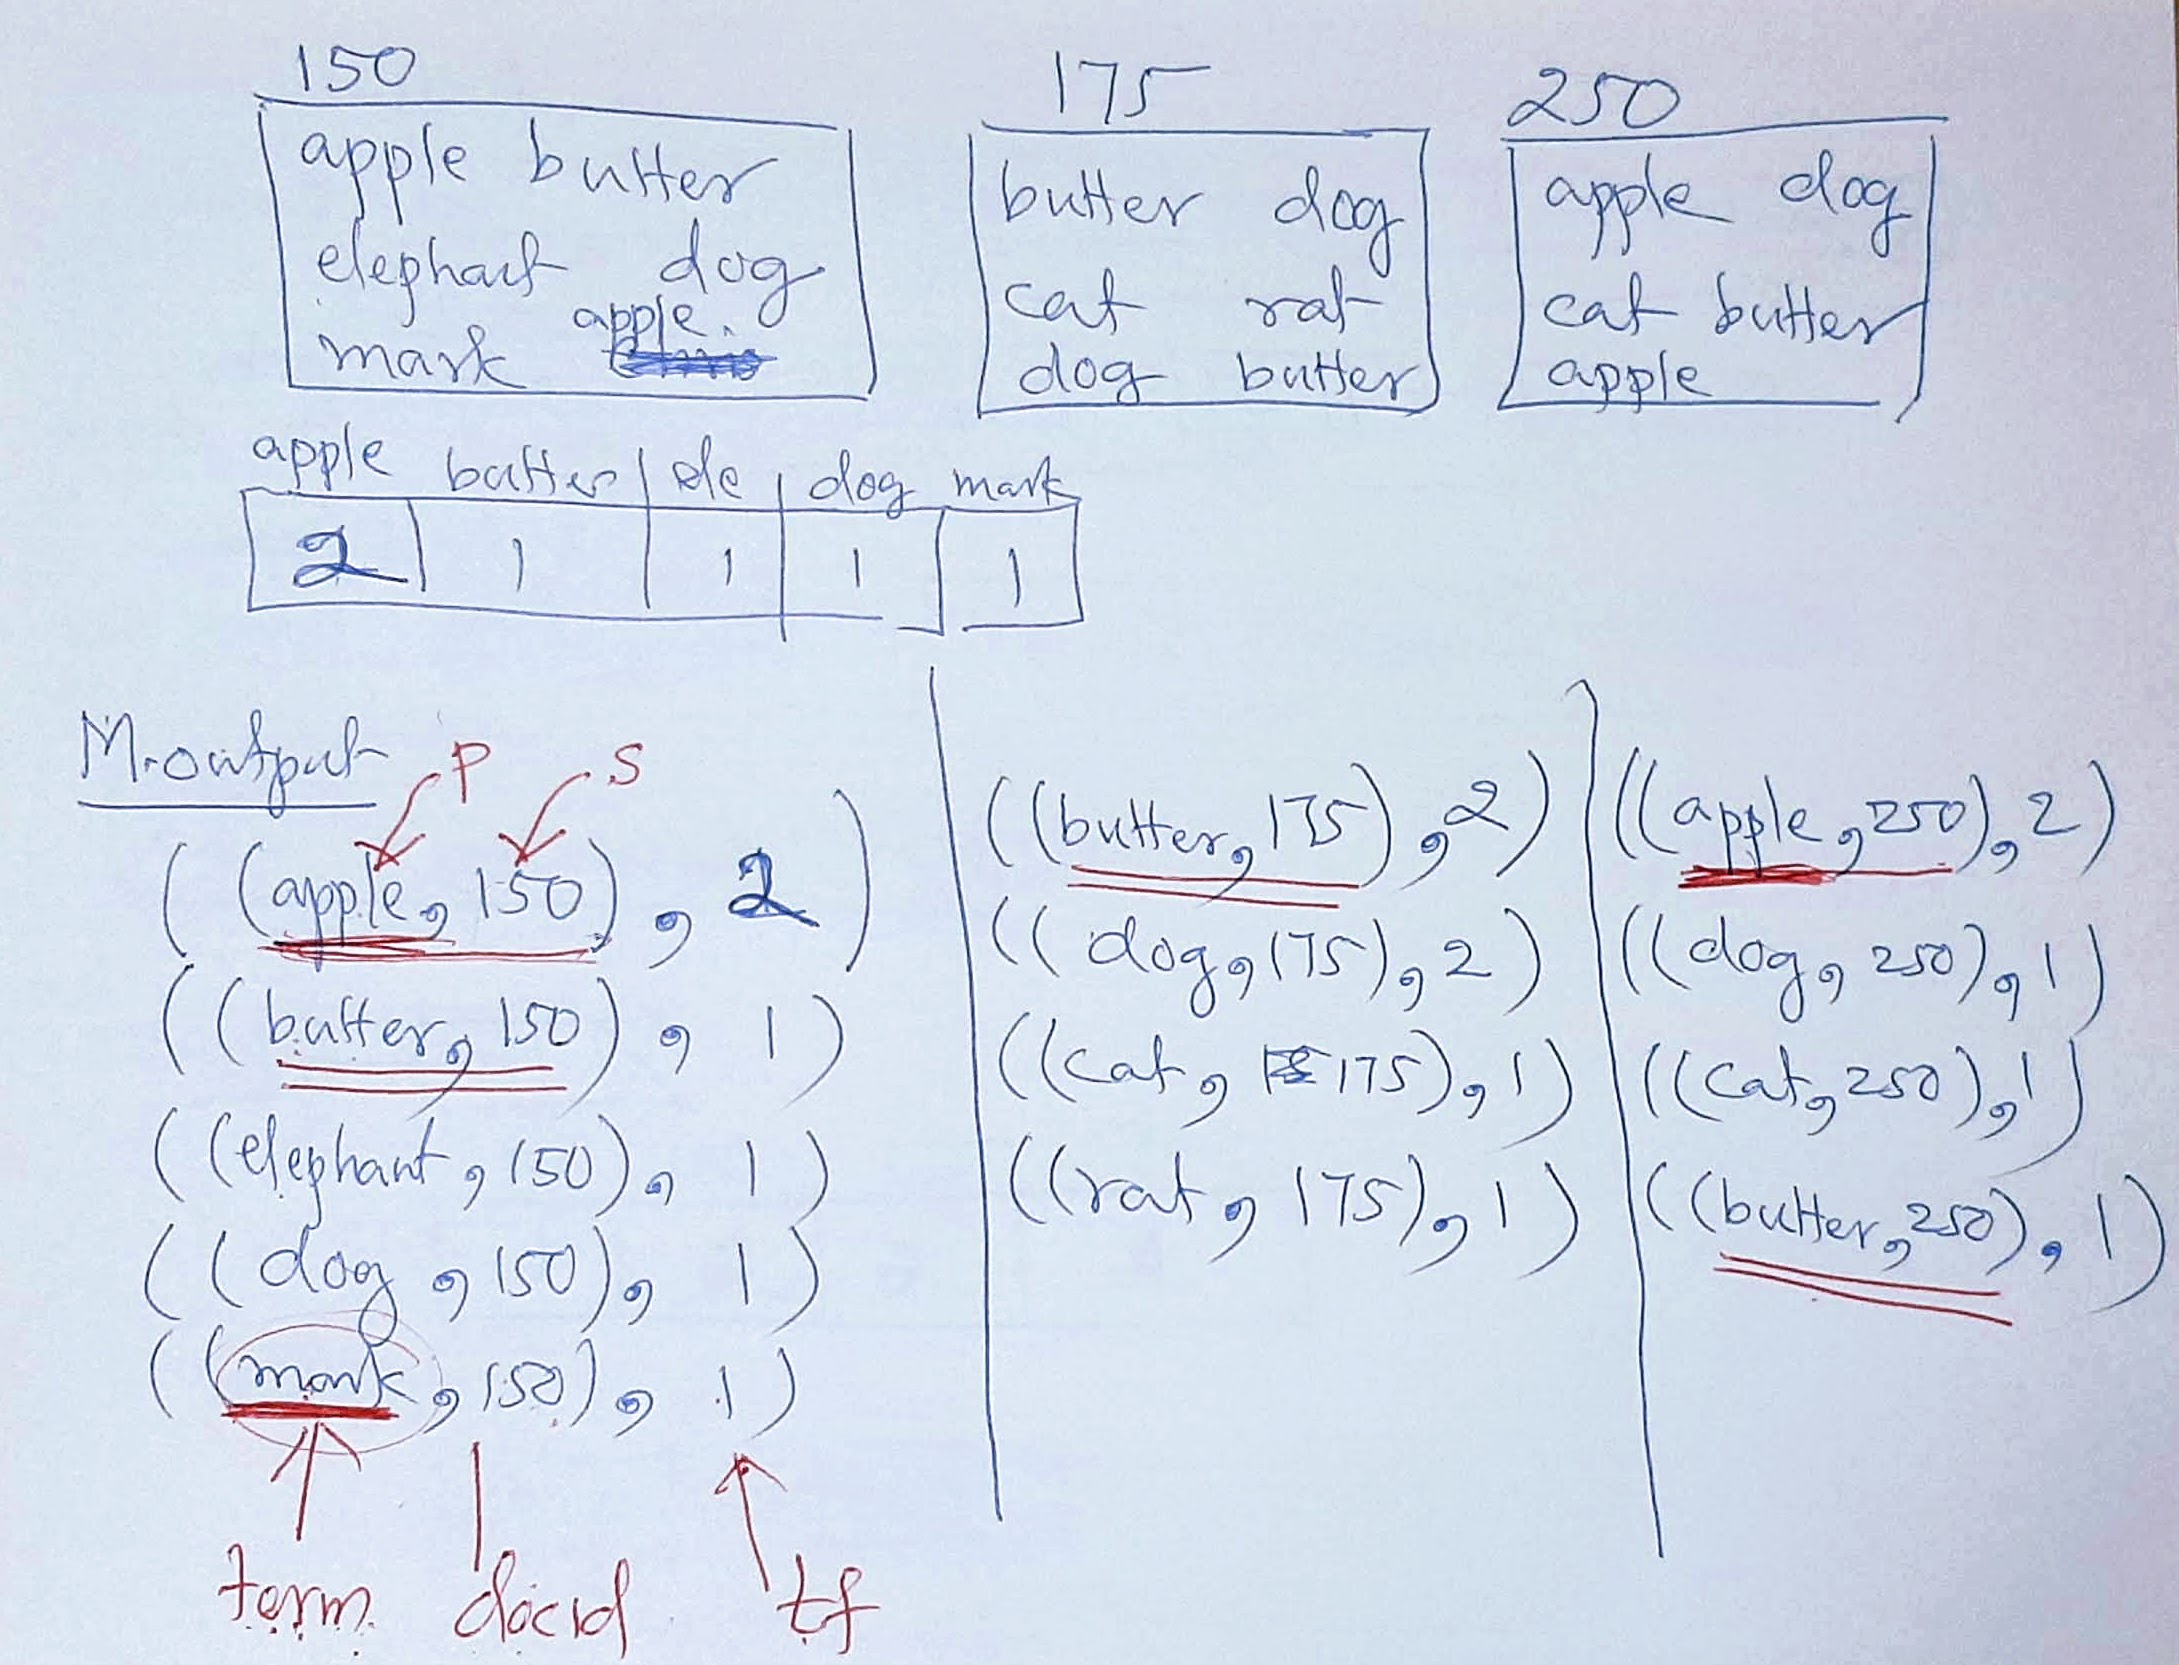 150
apple butter
elephant dog
apple
mark
175
butter dog
cat rat
dog butter
250
apple dog
cat butter
apple
apple butter ele dog mark
2 1 1 1 1
M.output
P S
((apple, 150), 2)
((butter, 150), 1)
((elephant, 150), 1)
((dog, 150), 1)
((mark, 150), 1)
term docid tf
((butter, 175), 2)
((dog, 175), 2)
((cat, 175), 1)
((rat, 175), 1)
((apple, 250), 2)
((dog, 250), 1)
((cat, 250), 1)
((butter, 250), 1)